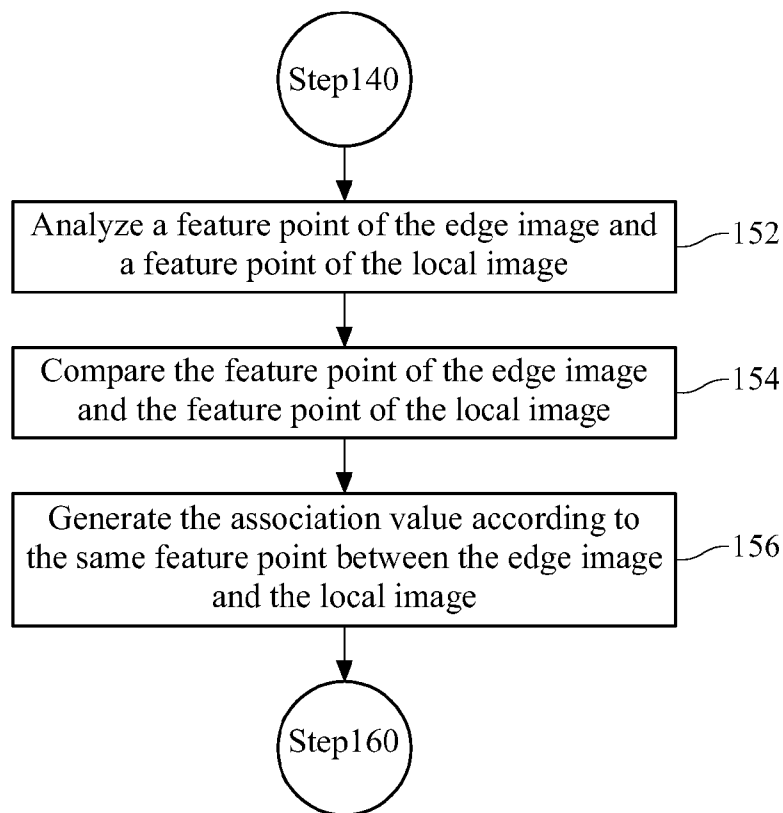 Step140
Analyze a feature point of the edge image and
a feature point of the local image
152
Compare the feature point of the edge image
and the feature point of the local image
154
Generate the association value according to
the same feature point between the edge image
and the local image
156
Step160